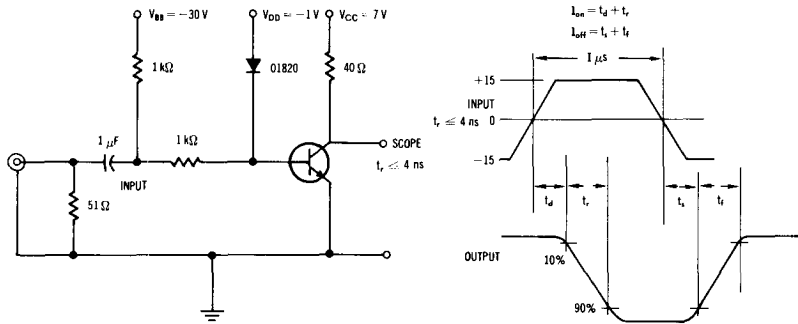 V_BB = −30 V
V_DD = −1 V
V_CC = 7 V
1 kΩ
01820
40 Ω
1 μF
1 kΩ
SCOPE
t_r ≤ 4 ns
INPUT
51 Ω
t_on = t_d + t_r
t_off = t_s + t_f
1 μs
+15
INPUT
t_r ≤ 4 ns 0
−15
t_d t_r t_s t_f
OUTPUT
10%
90%